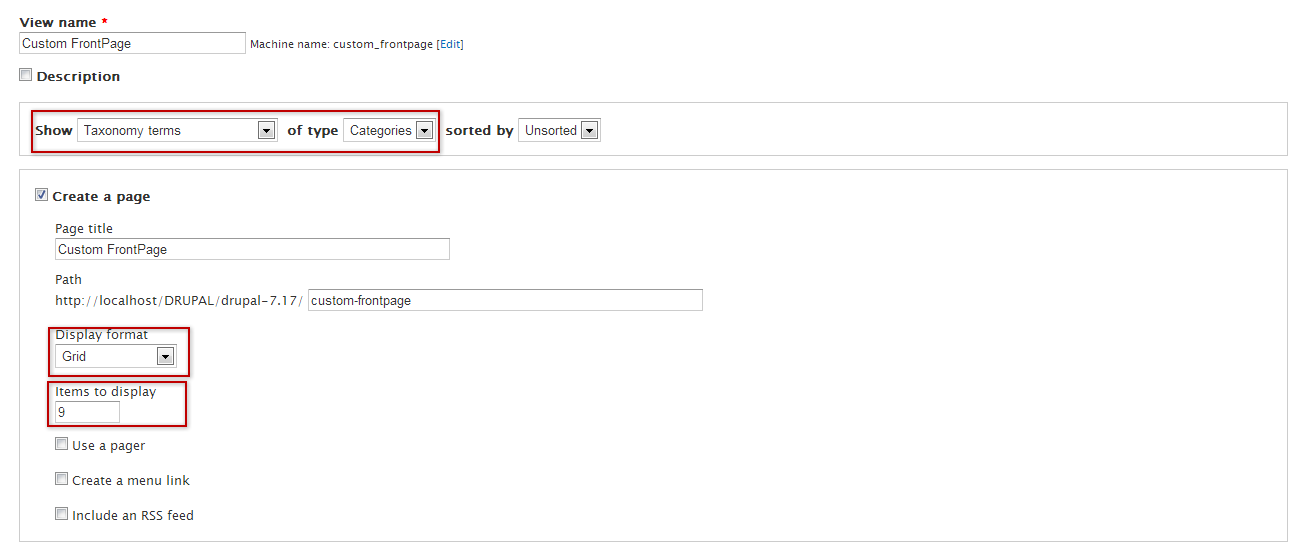 View name *
Custom FrontPage Machine name: custom_frontpage [Edit]
Description
Show Taxonomy terms of type Categories sorted by Unsorted
Create a page
Page title
Custom FrontPage
Path
http://localhost/DRUPAL/drupal-7.17/ custom-frontpage
Display format
Grid
Items to display
9
Use a pager
Create a menu link
Include an RSS feed